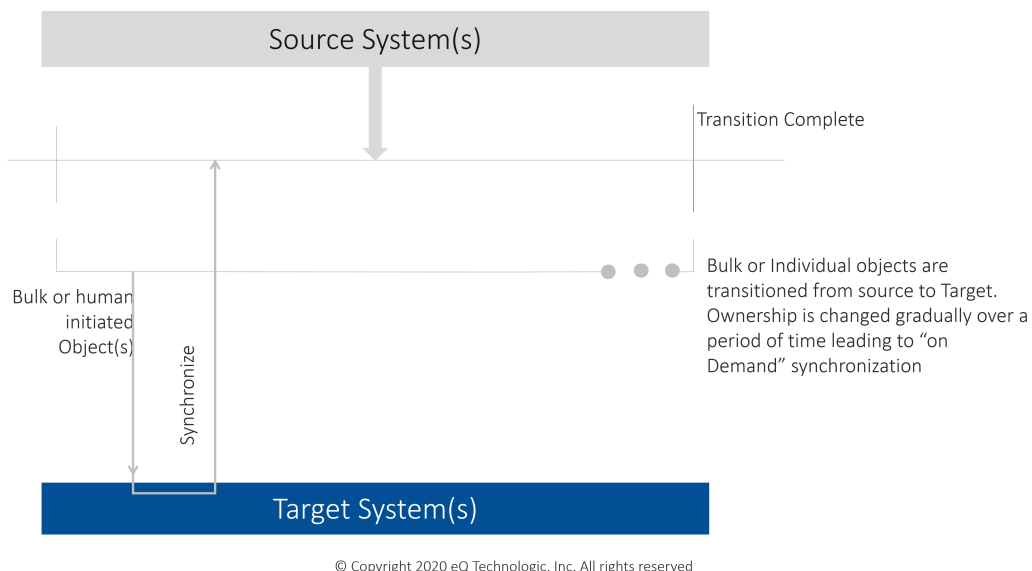 Source System(s)
Transition Complete
Bulk or human
initiated
Object(s)
Synchronize
Bulk or Individual objects are
transitioned from source to Target.
Ownership is changed gradually over a
period of time leading to “on
Demand” synchronization
Target System(s)
© Copyright 2020 eQ Technologic, Inc. All rights reserved